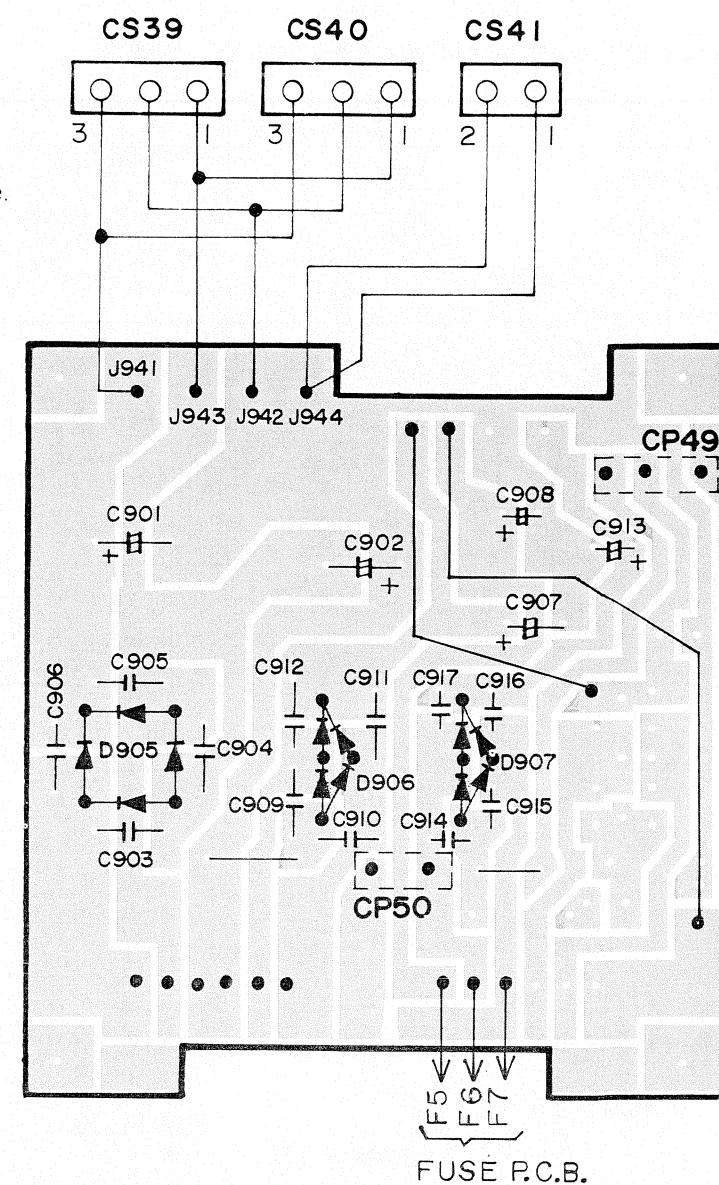 CS39 CS40 CS41
3 1 3 1 2 1
e.
J941
J943 J942 J944
CP49
C908
C901
C913
C902
+ + + +
C907
+
C905
C912 C911 C917 C916
C906
D905 C904
D906 D907
C909 C915
C910 C914
C903
CP50
F5 F6 F7
FUSE P.C.B.